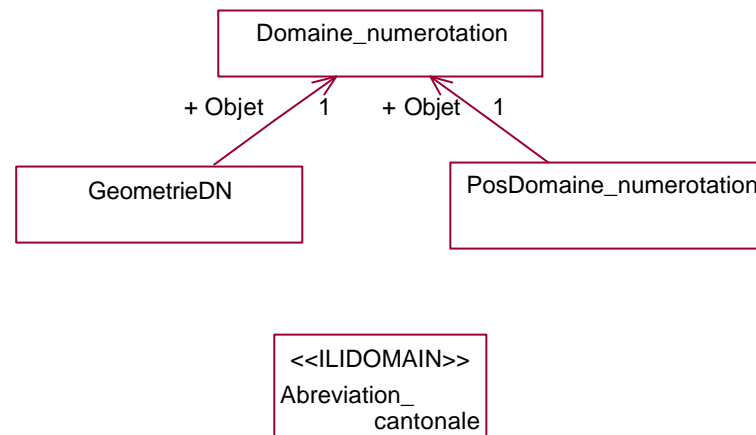 Domaine_numerotation
+ Objet 1 + Objet 1
GeometrieDN
PosDomaine_numerotation
<<ILIDOMAIN>>
Abreviation_
cantonale